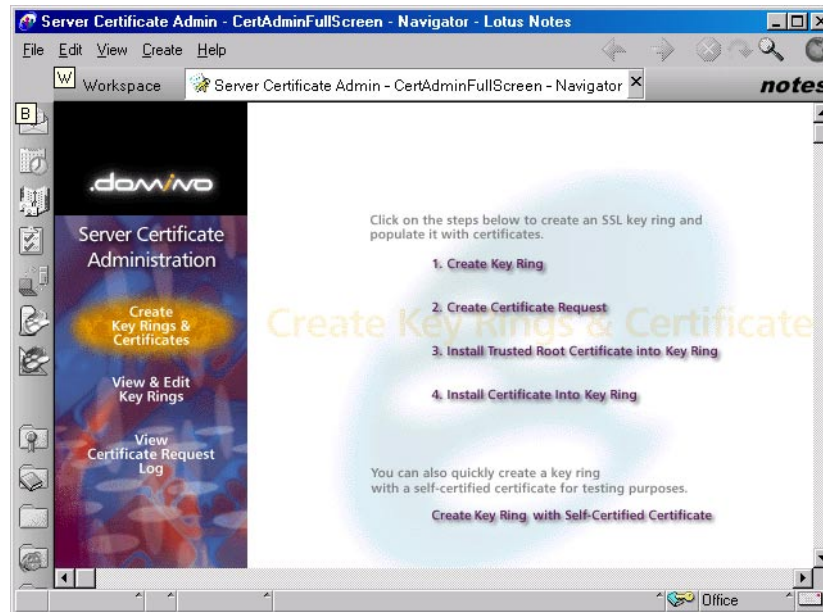 Server Certificate Admin - CertAdminFullScreen - Navigator - Lotus Notes
File Edit View Create Help
W Workspace Server Certificate Admin - CertAdminFullScreen - Navigator notes
B
.domino
Server Certificate
Administration
Create
Key Rings &
Certificates
View & Edit
Key Rings
View
Certificate Request
Log
Create Key Rings & Certificate
Click on the steps below to create an SSL key ring and
populate it with certificates.
1. Create Key Ring
2. Create Certificate Request
3. Install Trusted Root Certificate into Key Ring
4. Install Certificate Into Key Ring
You can also quickly create a key ring
with a self-certified certificate for testing purposes.
Create Key Ring with Self-Certified Certificate
Office